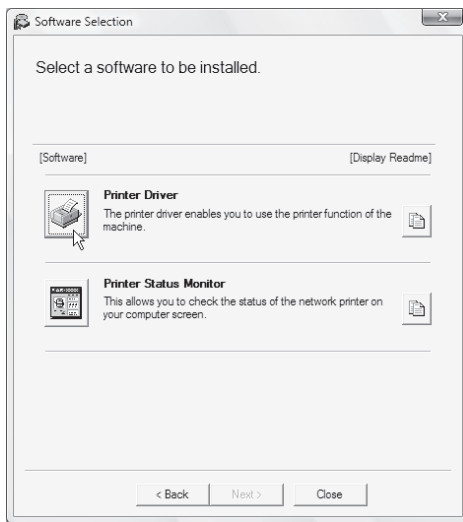 Software Selection
Select a software to be installed.
[Software] [Display Readme]
Printer Driver
The printer driver enables you to use the printer function of the
machine.
Printer Status Monitor
This allows you to check the status of the network printer on
your computer screen.
< Back Next > Close